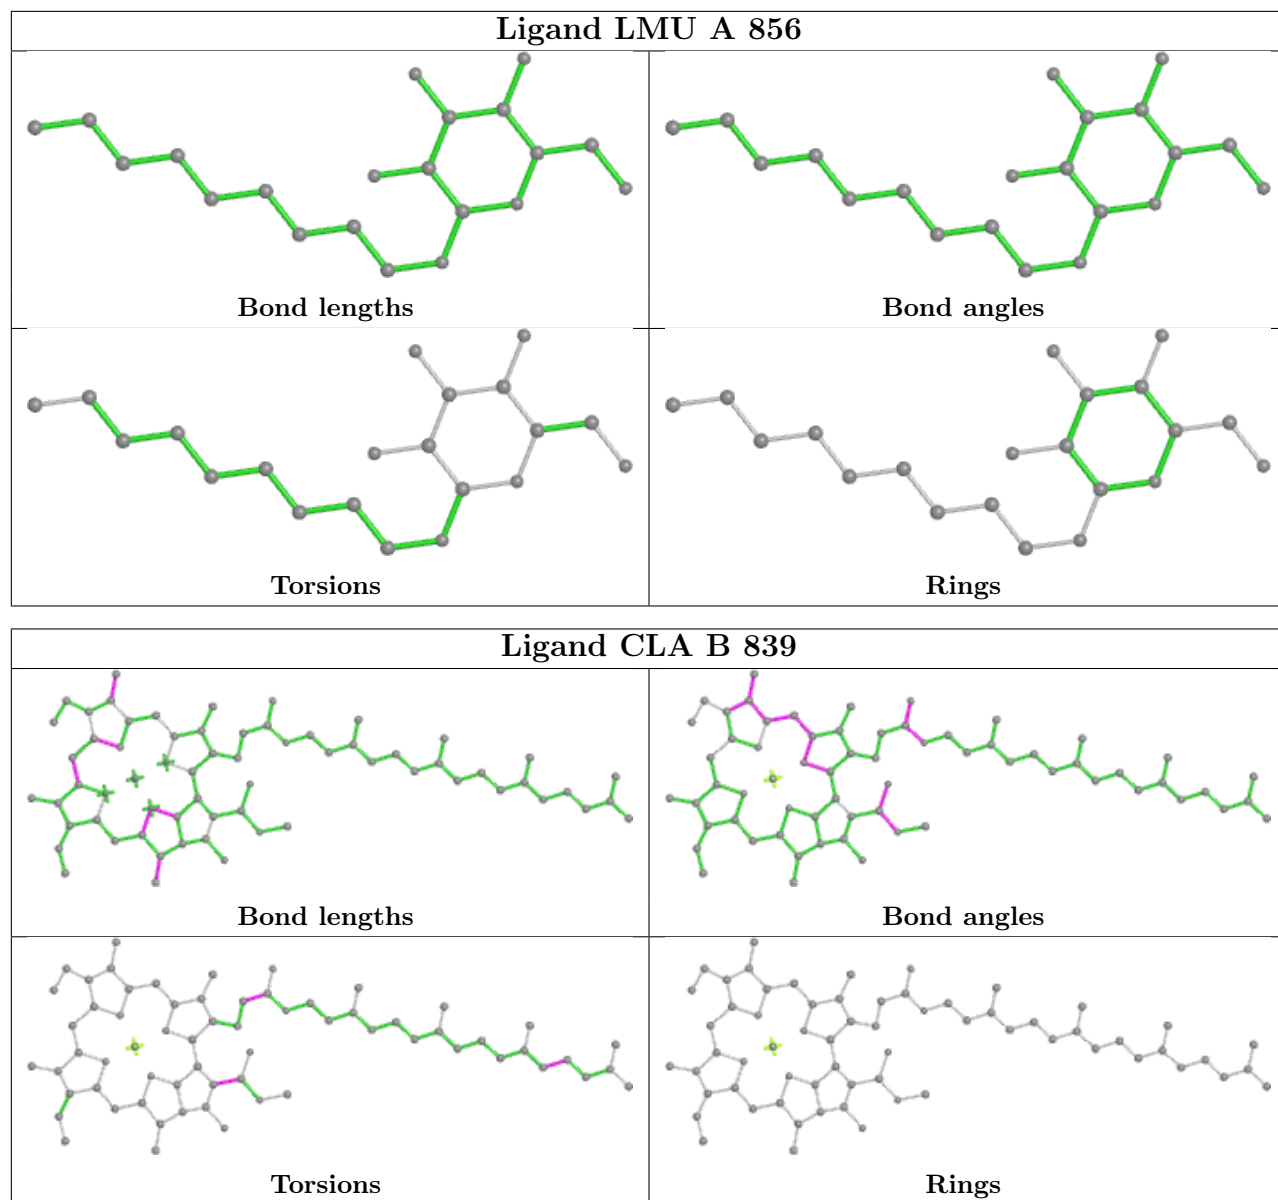 Ligand LMU A 856
Bond lengths
Bond angles
Torsions
Rings
Ligand CLA B 839
Bond lengths
Bond angles
Torsions
Rings